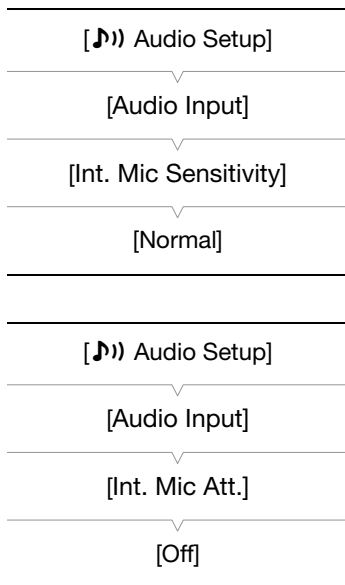 [♪)) Audio Setup]
[Audio Input]
[Int. Mic Sensitivity]
[Normal]
[♪)) Audio Setup]
[Audio Input]
[Int. Mic Att.]
[Off]